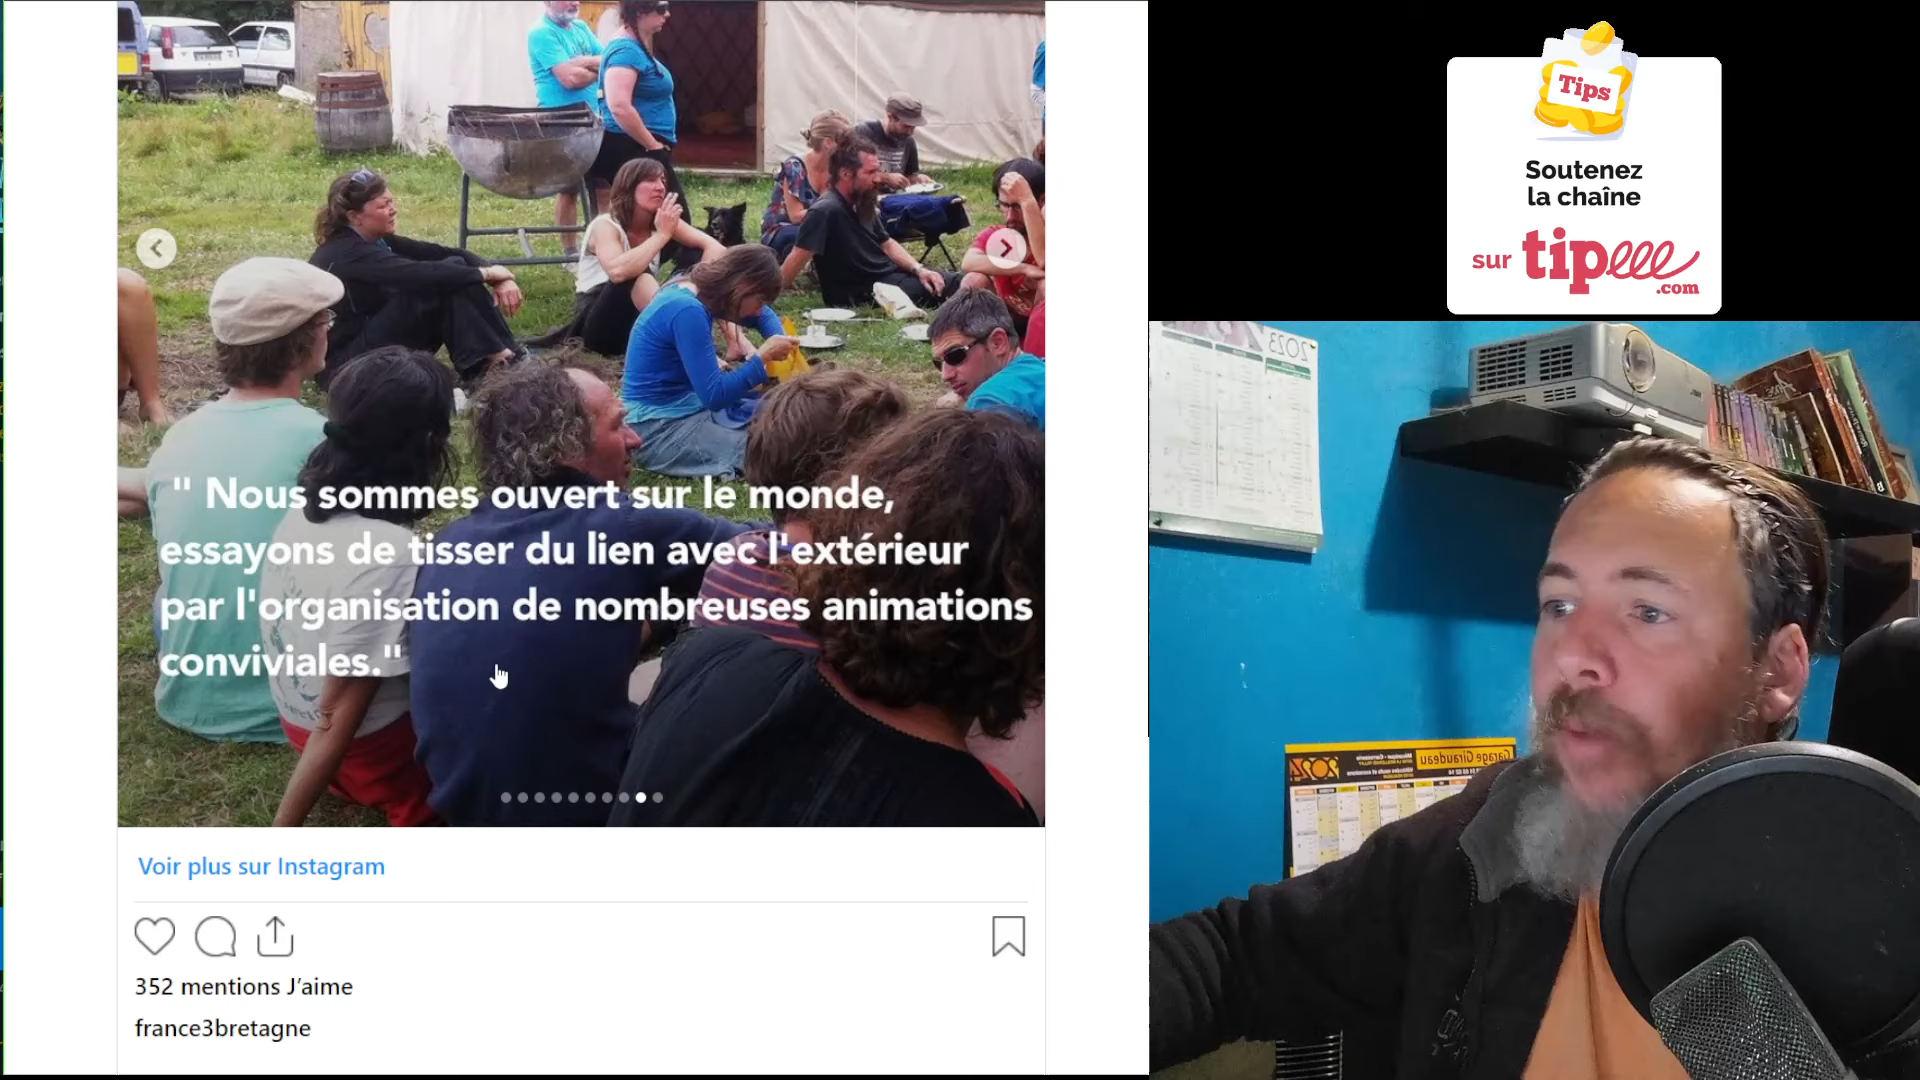 " Nous sommes ouvert sur le monde,
essayons de tisser du lien avec l'extérieur
par l'organisation de nombreuses animations
conviviales."
Voir plus sur Instagram
352 mentions J'aime
france3bretagne
Tips
Soutenez
la chaîne
sur tipeee
.com
2023
Garage Giraudeau